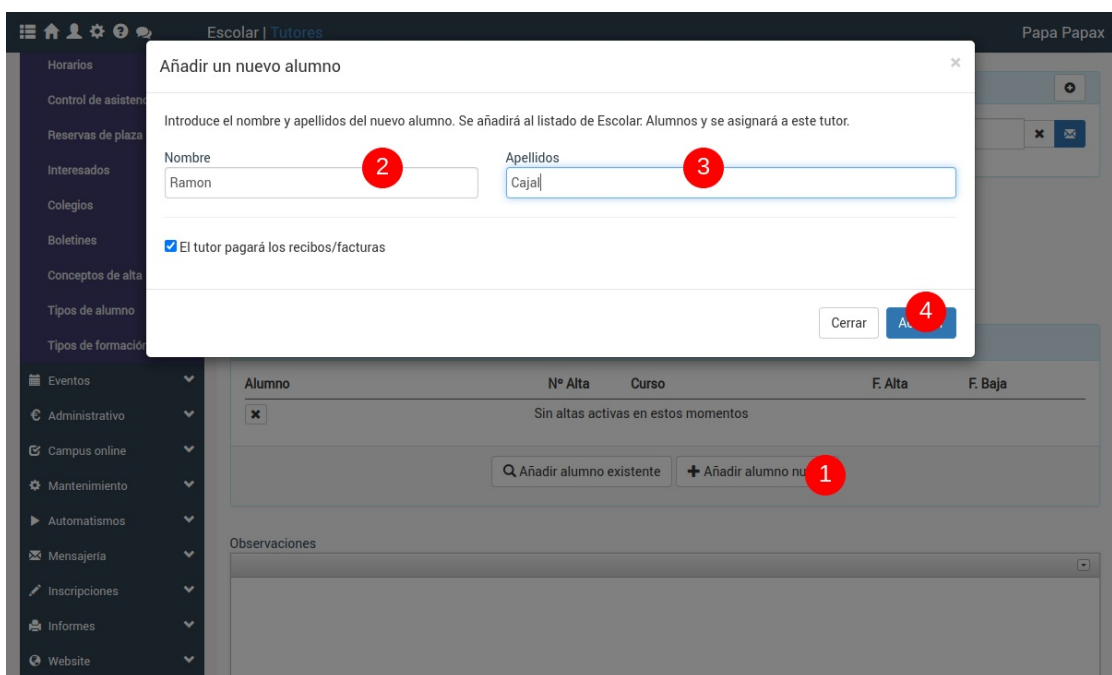 Escolar | Tutores
Papa Papax
Horarios
Control de
Reservas de plaza
Interesados
Colegios
Boletines
Conceptos de alta
Tipos de alumno
Tipos de formación
Eventos
Administrativo
Campus online
Mantenimiento
Automatismos
Mensajería
Inscripciones
Informes
Website
Añadir un nuevo alumno
×
Introduce el nombre y apellidos del nuevo alumno. Se añadirá al listado de Escolar: Alumnos y se asignará a este tutor.
Nombre 2 Apellidos 3
Ramon Cajal
El tutor pagará los recibos/facturas
Cerrar 4
Alumno Nº Alta Curso F. Alta F. Baja
Sin altas activas en estos momentos
Añadir alumno existente Añadir alumno 1
Observaciones